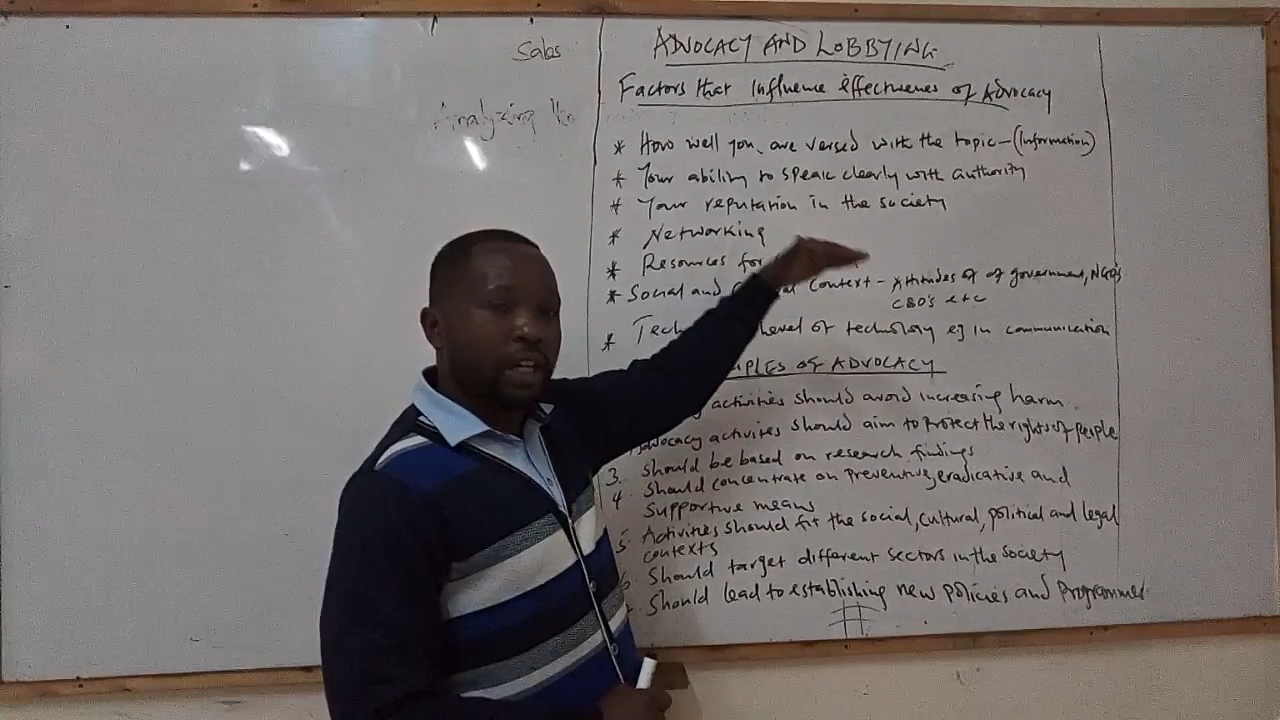 Salas
Analyzing
ADVOCACY AND LOBBYING
Factors that Influence Effectiveness of ADVOCACY
* How well you are versed with the topic - (Information)
* Your ability to speak clearly with authority
* Your reputation in the society
* Networking
* Resources for
* Social and context - Attitudes of of government, NGO's
CBO's etc
* Tech level of technology eg in communication
IPLES OF ADVOCACY
activities should avoid increasing harm.
Advocacy activites should aim to protect the rights of people
3. should be based on research findings
4 should concentrate on preventive, eradicative and
supportive means
5. Activities should fit the social, cultural, political and legal
contexts
Should target different sectors in the society
Should lead to establishing new policies and Programmes